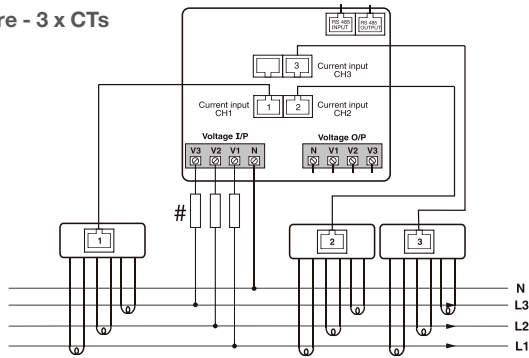 re - 3 x CTs
RS 485 INPUT
RS 485 OUTPUT
3
Current input CH3
Current input CH1
1
2
Current input CH2
Voltage I/P
Voltage O/P
V3 V2 V1 N
N V1 V2 V3
#
1
2
3
N
L3
L2
L1